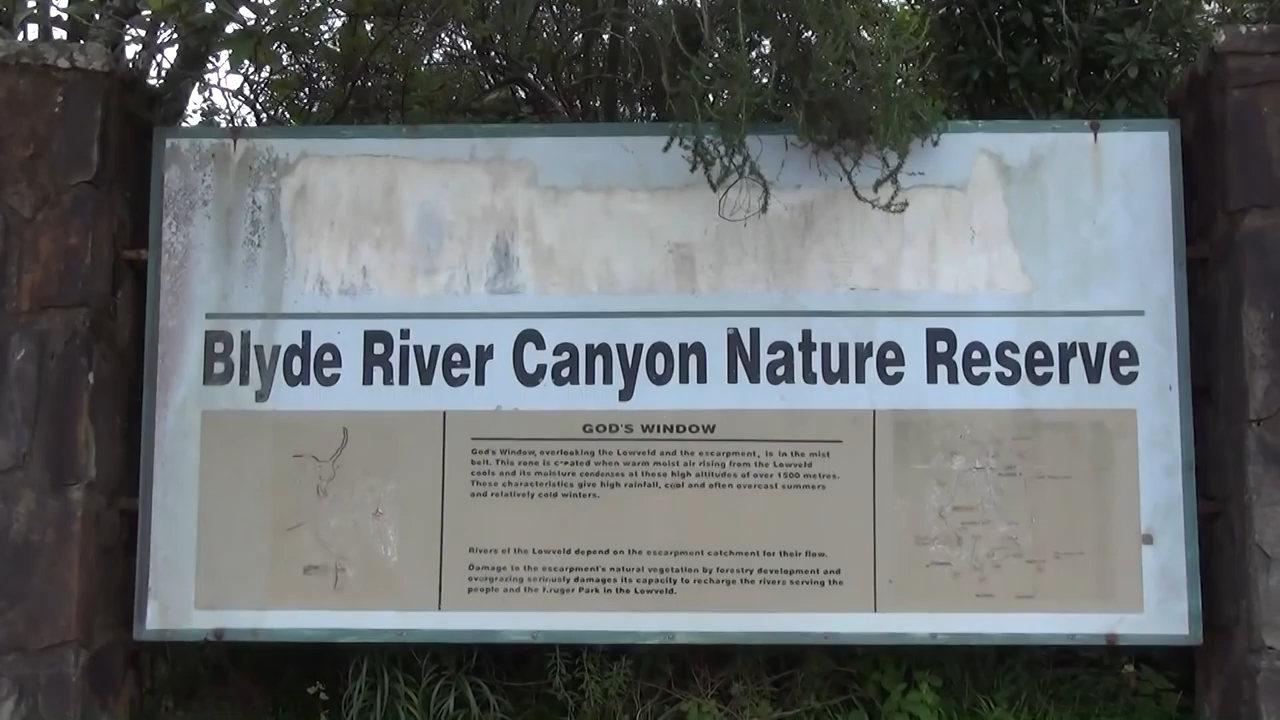 Blyde River Canyon Nature Reserve
GOD'S WINDOW
God's Window, overlooking the Lowveld and the escarpment, is in the mist
belt. This zone is created when warm moist air rising from the Lowveld
cools and its moisture condenses at these high altitudes of over 1500 metres.
These characteristics give high rainfall, cool and often overcast summers
and relatively cold winters.
Rivers of the Lowveld depend on the escarpment catchment for their flow.
Damage to the escarpment's natural vegetation by forestry development and
overgrazing seriously damages its capacity to recharge the rivers serving the
people and the Kruger Park in the Lowveld.